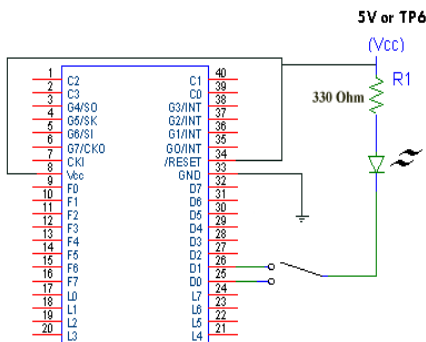 5V or TP6
(Vcc)
R1
330 Ohm
1 C2 C1 40
2 C3 C0 39
3 G4/SO G3/INT 38
4 G5/SK G2/INT 37
5 G6/SI G1/INT 36
6 G7/CKO G0/INT 35
7 CKI /RESET 34
8 Vcc GND 33
9 F0 D7 32
10 F1 D6 31
11 F2 D5 30
12 F3 D4 29
13 F4 D3 28
14 F5 D2 27
15 F6 D1 26
16 F7 D0 25
17 L0 L7 24
18 L1 L6 23
19 L2 L5 22
20 L3 L4 21